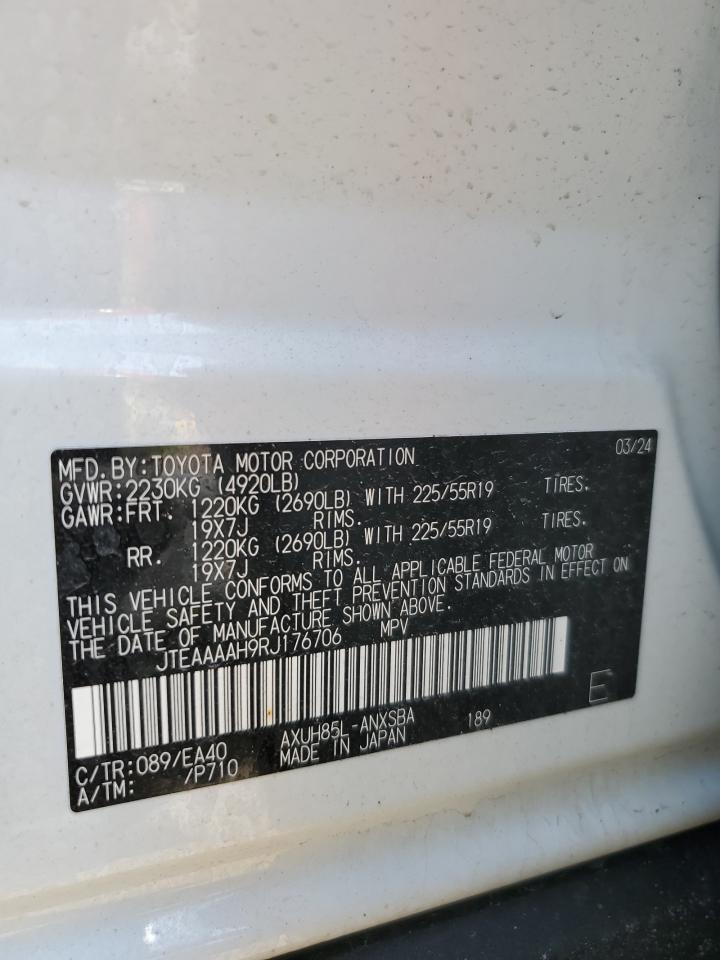 MFD.BY:TOYOTA MOTOR CORPORATION 03/24
GVWR:2230KG (4920LB)
GAWR:FRT. 1220KG (2690LB) WITH 225/55R19 TIRES.
19X7J RIMS.
RR. 1220KG (2690LB) WITH 225/55R19 TIRES.
19X7J RIMS.
THIS VEHICLE CONFORMS TO ALL APPLICABLE FEDERAL MOTOR
VEHICLE SAFETY AND THEFT PREVENTION STANDARDS IN EFFECT ON
THE DATE OF MANUFACTURE SHOWN ABOVE.
JTEAAAAH9RJ176706 MPV
E
C/TR:089/EA40 AXUH85L-ANXSBA 189
A/TM: /P710 MADE IN JAPAN